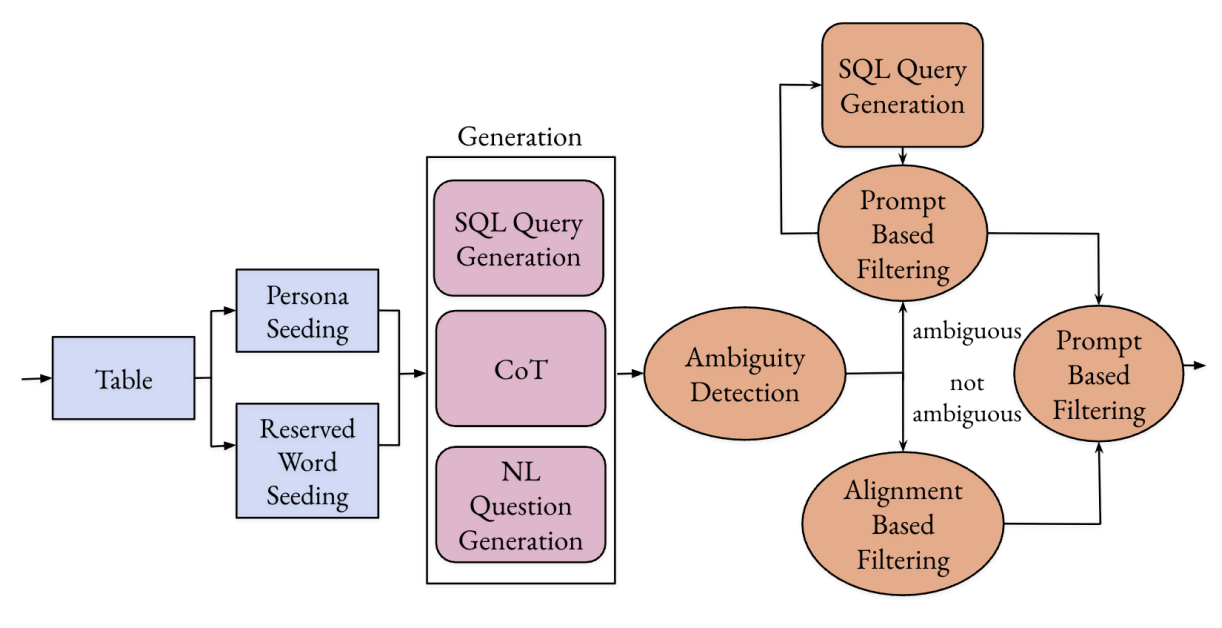 Table
Persona
Seeding
Reserved
Word
Seeding
Generation
SQL Query
Generation
CoT
NL
Question
Generation
Ambiguity
Detection
ambiguous
not
ambiguous
SQL Query
Generation
Prompt
Based
Filtering
Alignment
Based
Filtering
Prompt
Based
Filtering